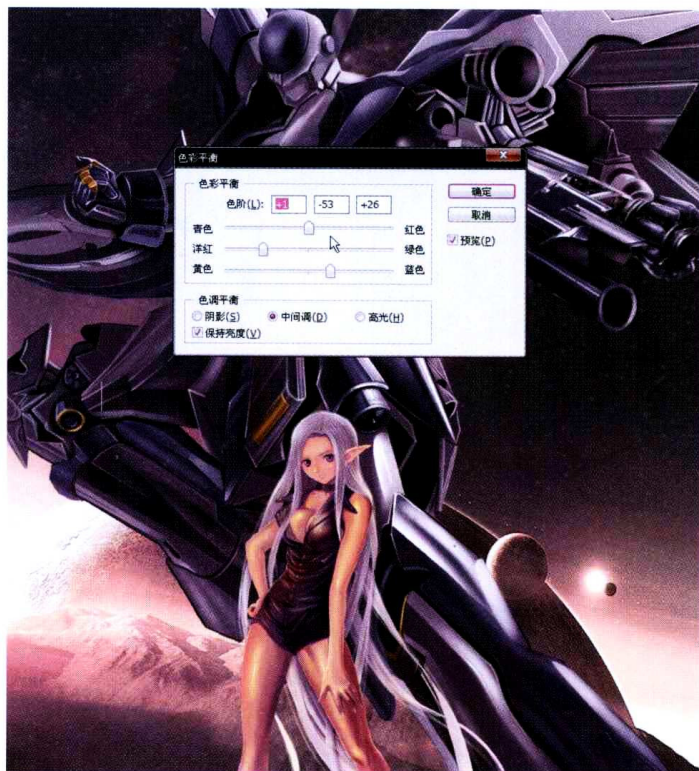 色彩平衡
色彩平衡
色阶(L): +1 -53 +26
青色 红色
洋红 绿色
黄色 蓝色
色调平衡
阴影(S) 中间调(D) 高光(H)
保持亮度(V)
确定
取消
预览(P)